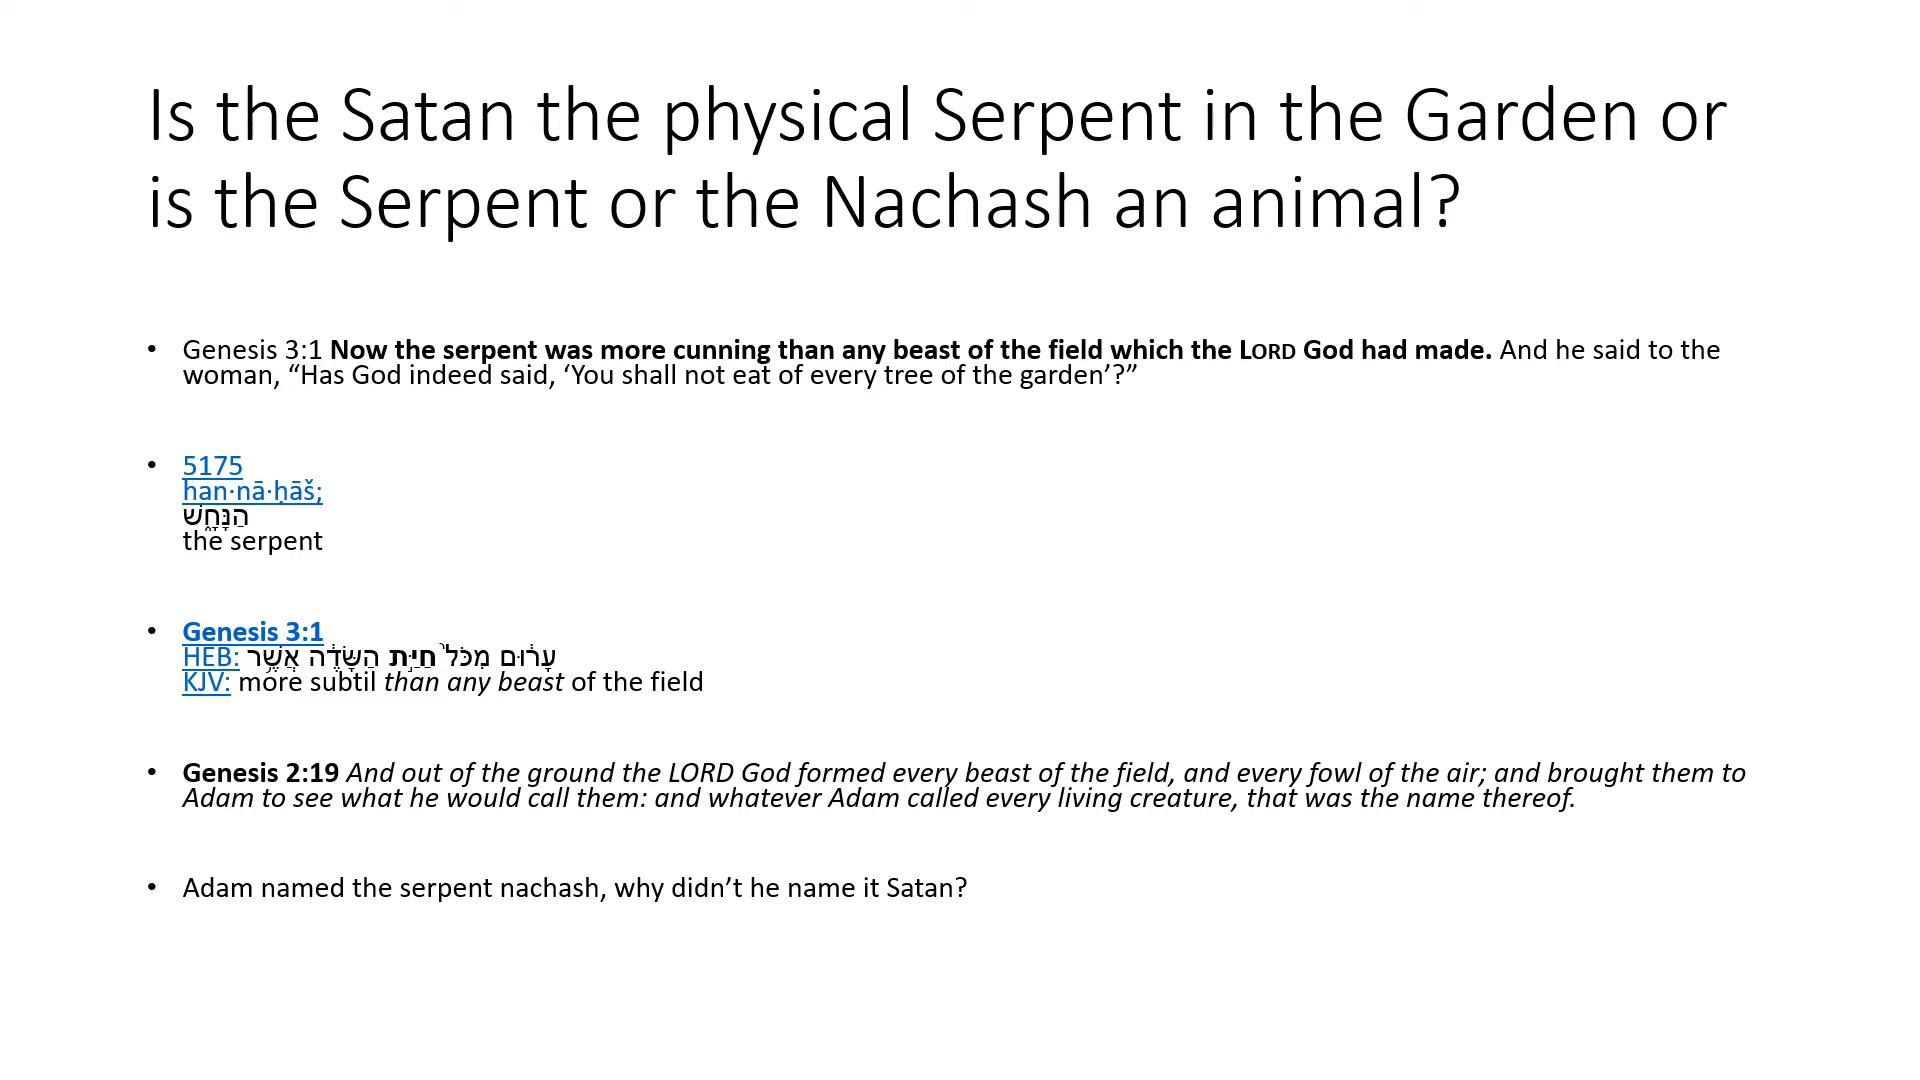 Is the Satan the physical Serpent in the Garden or
is the Serpent or the Nachash an animal?
• Genesis 3:1 Now the serpent was more cunning than any beast of the field which the LORD God had made. And he said to the
woman, “Has God indeed said, ‘You shall not eat of every tree of the garden’?”
• 5175
han·nā·ḥāš;
הַנָּחָ֑שׁ
the serpent
• Genesis 3:1
HEB: עָר֔וּם מִכֹּל֙ חַיַּ֣ת הַשָּׂדֶ֔ה אֲשֶׁ֥ר
KJV: more subtil than any beast of the field
• Genesis 2:19 And out of the ground the LORD God formed every beast of the field, and every fowl of the air; and brought them to
Adam to see what he would call them: and whatever Adam called every living creature, that was the name thereof.
• Adam named the serpent nachash, why didn’t he name it Satan?